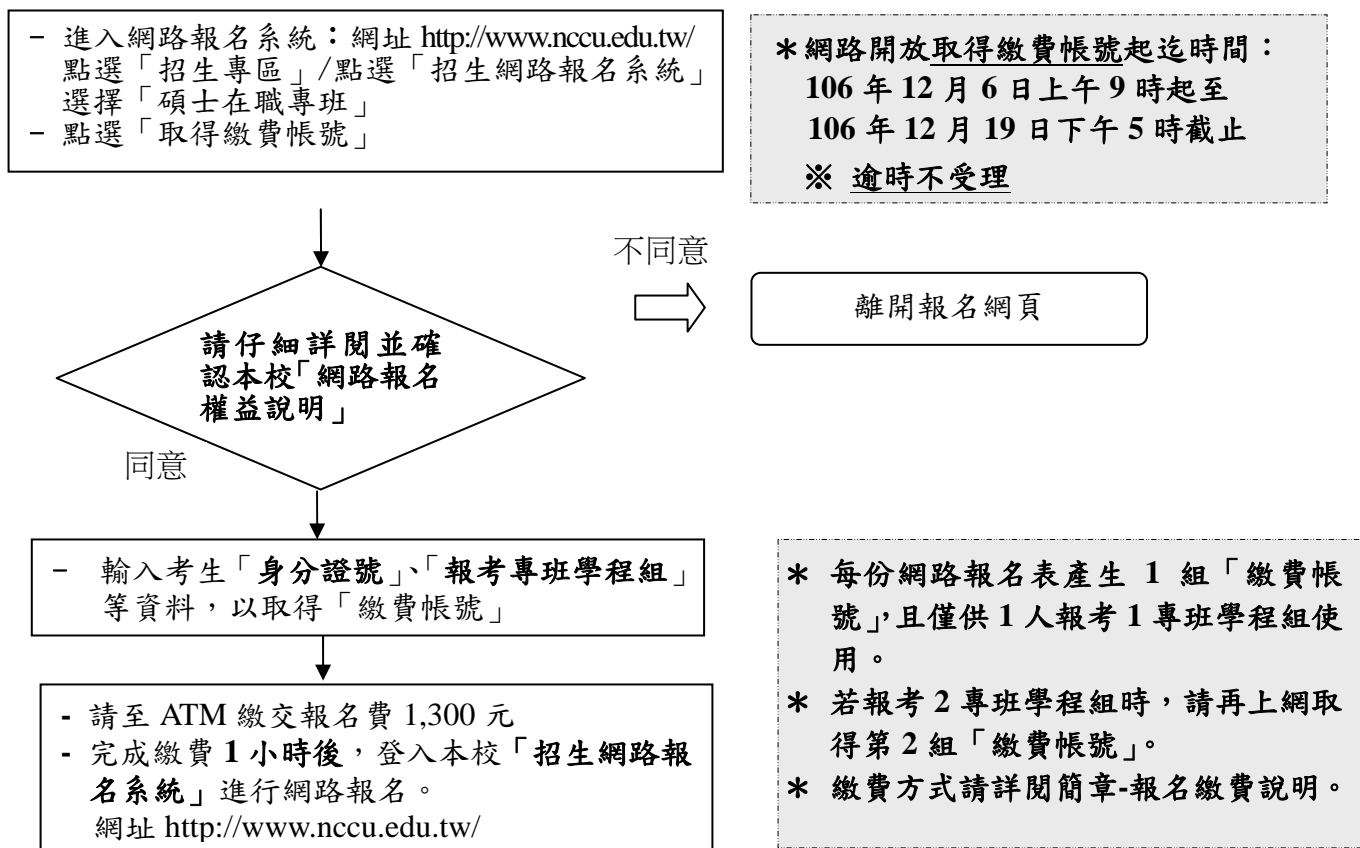 – 進入網路報名系統：網址 http://www.nccu.edu.tw/
點選「招生專區」/點選「招生網路報名系統」
選擇「碩士在職專班」
– 點選「取得繳費帳號」
＊網路開放取得繳費帳號起迄時間：
106 年 12 月 6 日上午 9 時起至
106 年 12 月 19 日下午 5 時截止
※ 逾時不受理
不同意
離開報名網頁
請仔細詳閱並確
認本校「網路報名
權益說明」
同意
– 輸入考生「身分證號」、「報考專班學程組」
等資料，以取得「繳費帳號」
- 請至 ATM 繳交報名費 1,300 元
- 完成繳費 1 小時後，登入本校「招生網路報
名系統」進行網路報名。
網址 http://www.nccu.edu.tw/
＊ 每份網路報名表產生 1 組「繳費帳
號」，且僅供 1 人報考 1 專班學程組使
用。
＊ 若報考 2 專班學程組時，請再上網取
得第 2 組「繳費帳號」。
＊ 繳費方式請詳閱簡章-報名繳費說明。